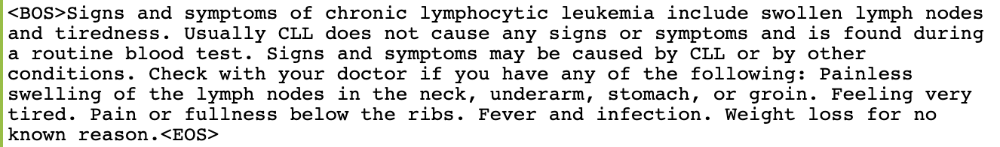 <BOS>Signs and symptoms of chronic lymphocytic leukemia include swollen lymph nodes
and tiredness. Usually CLL does not cause any signs or symptoms and is found during
a routine blood test. Signs and symptoms may be caused by CLL or by other
conditions. Check with your doctor if you have any of the following: Painless
swelling of the lymph nodes in the neck, underarm, stomach, or groin. Feeling very
tired. Pain or fullness below the ribs. Fever and infection. Weight loss for no
known reason.<EOS>